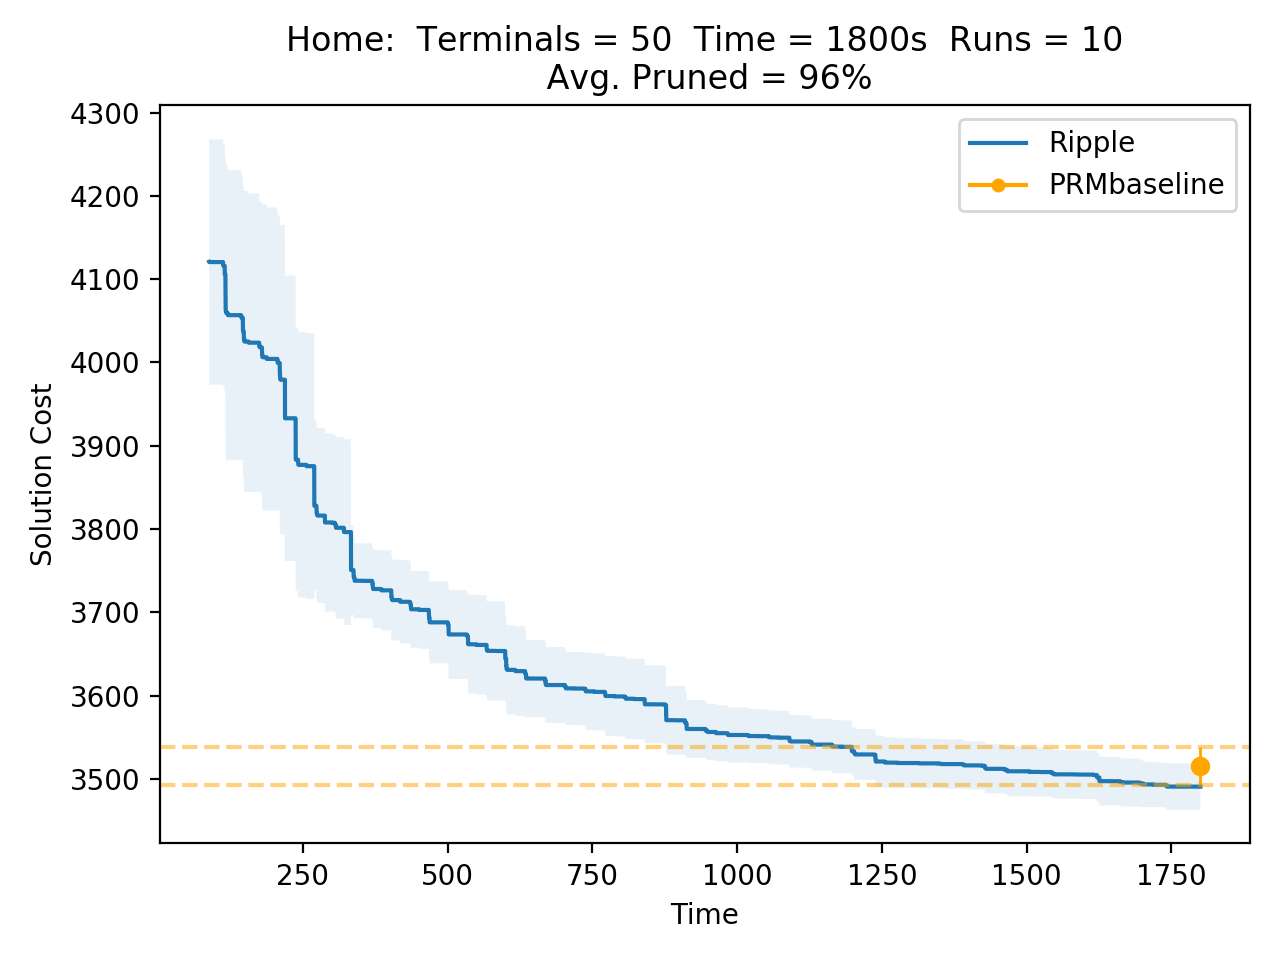 Home:  Terminals = 50  Time = 1800s  Runs = 10
Avg. Pruned = 96%
Ripple
PRMbaseline
Solution Cost
4300
4200
4100
4000
3900
3800
3700
3600
3500
250 500 750 1000 1250 1500 1750
Time